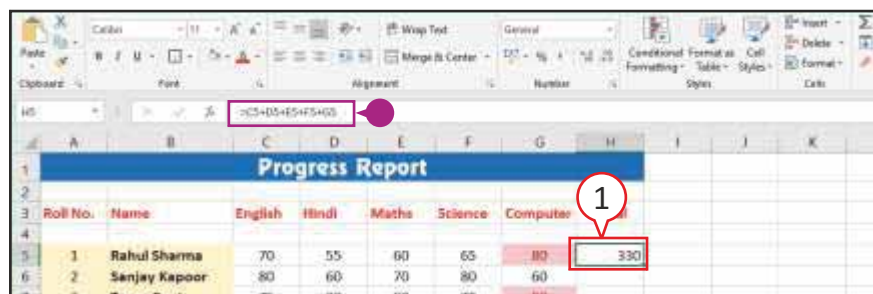 Calibri 11 Wrap Text General Insert
Paste B I U Merge & Center % Conditional Format as Cell Delete
Formatting Table Styles Format
Clipboard Font Alignment Number Styles Cells
H5 fx =C5+D5+E5+F5+G5
A B C D E F G H I J K
1 Progress Report
2 1
3 Roll No. Name English Hindi Maths Science Computer
4
5 1 Rahul Sharma 70 55 60 65 80 330
6 2 Sanjay Kapoor 80 60 70 80 60